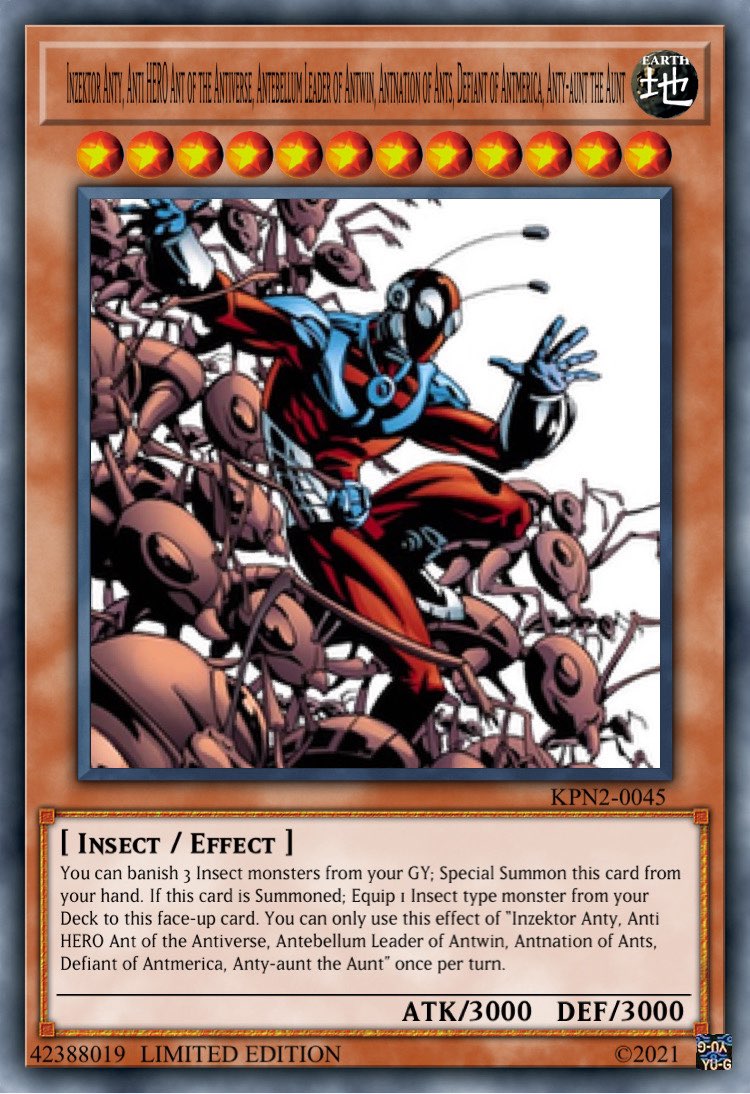 Inzektor Anty, Anti HERO Ant of the Antiverse, Antebellum Leader of Antwin, Antnation of Ants, Defiant of Antmerica, Anty-aunt the Aunt
EARTH
地
KPN2-0045
[ Insect / Effect ]
You can banish 3 Insect monsters from your GY; Special Summon this card from
your hand. If this card is Summoned; Equip 1 Insect type monster from your
Deck to this face-up card. You can only use this effect of "Inzektor Anty, Anti
HERO Ant of the Antiverse, Antebellum Leader of Antwin, Antnation of Ants,
Defiant of Antmerica, Anty-aunt the Aunt" once per turn.
ATK/3000 DEF/3000
42388019 LIMITED EDITION
©2021
YU-G